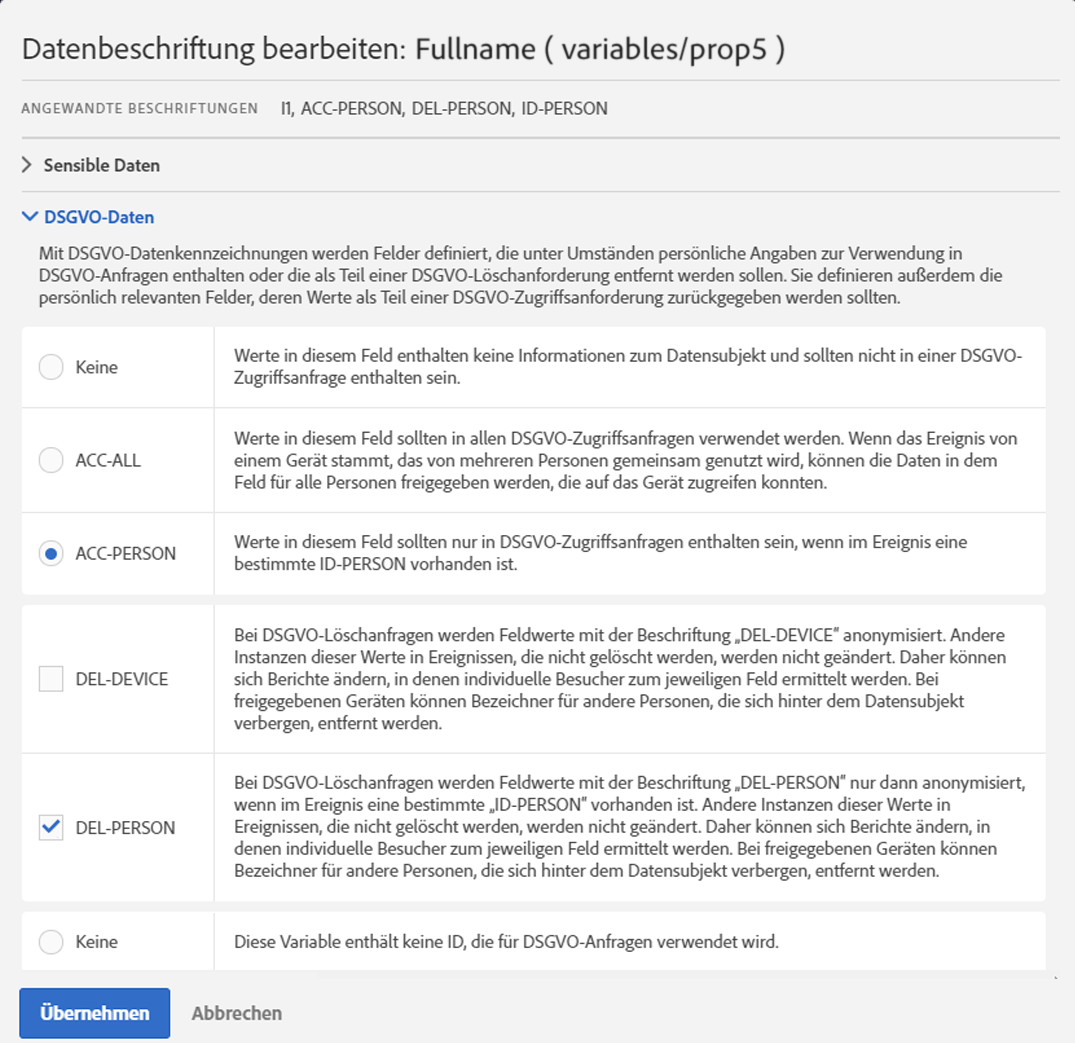 Datenbeschriftung bearbeiten: Fullname ( variables/prop5 )
ANGEWANDTE BESCHRIFTUNGEN I1, ACC-PERSON, DEL-PERSON, ID-PERSON
Sensible Daten
DSGVO-Daten
Mit DSGVO-Datenkennzeichnungen werden Felder definiert, die unter Umständen persönliche Angaben zur Verwendung in
DSGVO-Anfragen enthalten oder die als Teil einer DSGVO-Löschanforderung entfernt werden sollen. Sie definieren außerdem die
persönlich relevanten Felder, deren Werte als Teil einer DSGVO-Zugriffsanforderung zurückgegeben werden sollten.
Keine
Werte in diesem Feld enthalten keine Informationen zum Datensubjekt und sollten nicht in einer DSGVO-
Zugriffsanfrage enthalten sein.
ACC-ALL
Werte in diesem Feld sollten in allen DSGVO-Zugriffsanfragen verwendet werden. Wenn das Ereignis von
einem Gerät stammt, das von mehreren Personen gemeinsam genutzt wird, können die Daten in dem
Feld für alle Personen freigegeben werden, die auf das Gerät zugreifen konnten.
ACC-PERSON
Werte in diesem Feld sollten nur in DSGVO-Zugriffsanfragen enthalten sein, wenn im Ereignis eine
bestimmte ID-PERSON vorhanden ist.
DEL-DEVICE
Bei DSGVO-Löschanfragen werden Feldwerte mit der Beschriftung „DEL-DEVICE“ anonymisiert. Andere
Instanzen dieser Werte in Ereignissen, die nicht gelöscht werden, werden nicht geändert. Daher können
sich Berichte ändern, in denen individuelle Besucher zum jeweiligen Feld ermittelt werden. Bei
freigegebenen Geräten können Bezeichner für andere Personen, die sich hinter dem Datensubjekt
verbergen, entfernt werden.
DEL-PERSON
Bei DSGVO-Löschanfragen werden Feldwerte mit der Beschriftung „DEL-PERSON“ nur dann anonymisiert,
wenn im Ereignis eine bestimmte „ID-PERSON“ vorhanden ist. Andere Instanzen dieser Werte in
Ereignissen, die nicht gelöscht werden, werden nicht geändert. Daher können sich Berichte ändern, in
denen individuelle Besucher zum jeweiligen Feld ermittelt werden. Bei freigegebenen Geräten können
Bezeichner für andere Personen, die sich hinter dem Datensubjekt verbergen, entfernt werden.
Keine
Diese Variable enthält keine ID, die für DSGVO-Anfragen verwendet wird.
Übernehmen Abbrechen